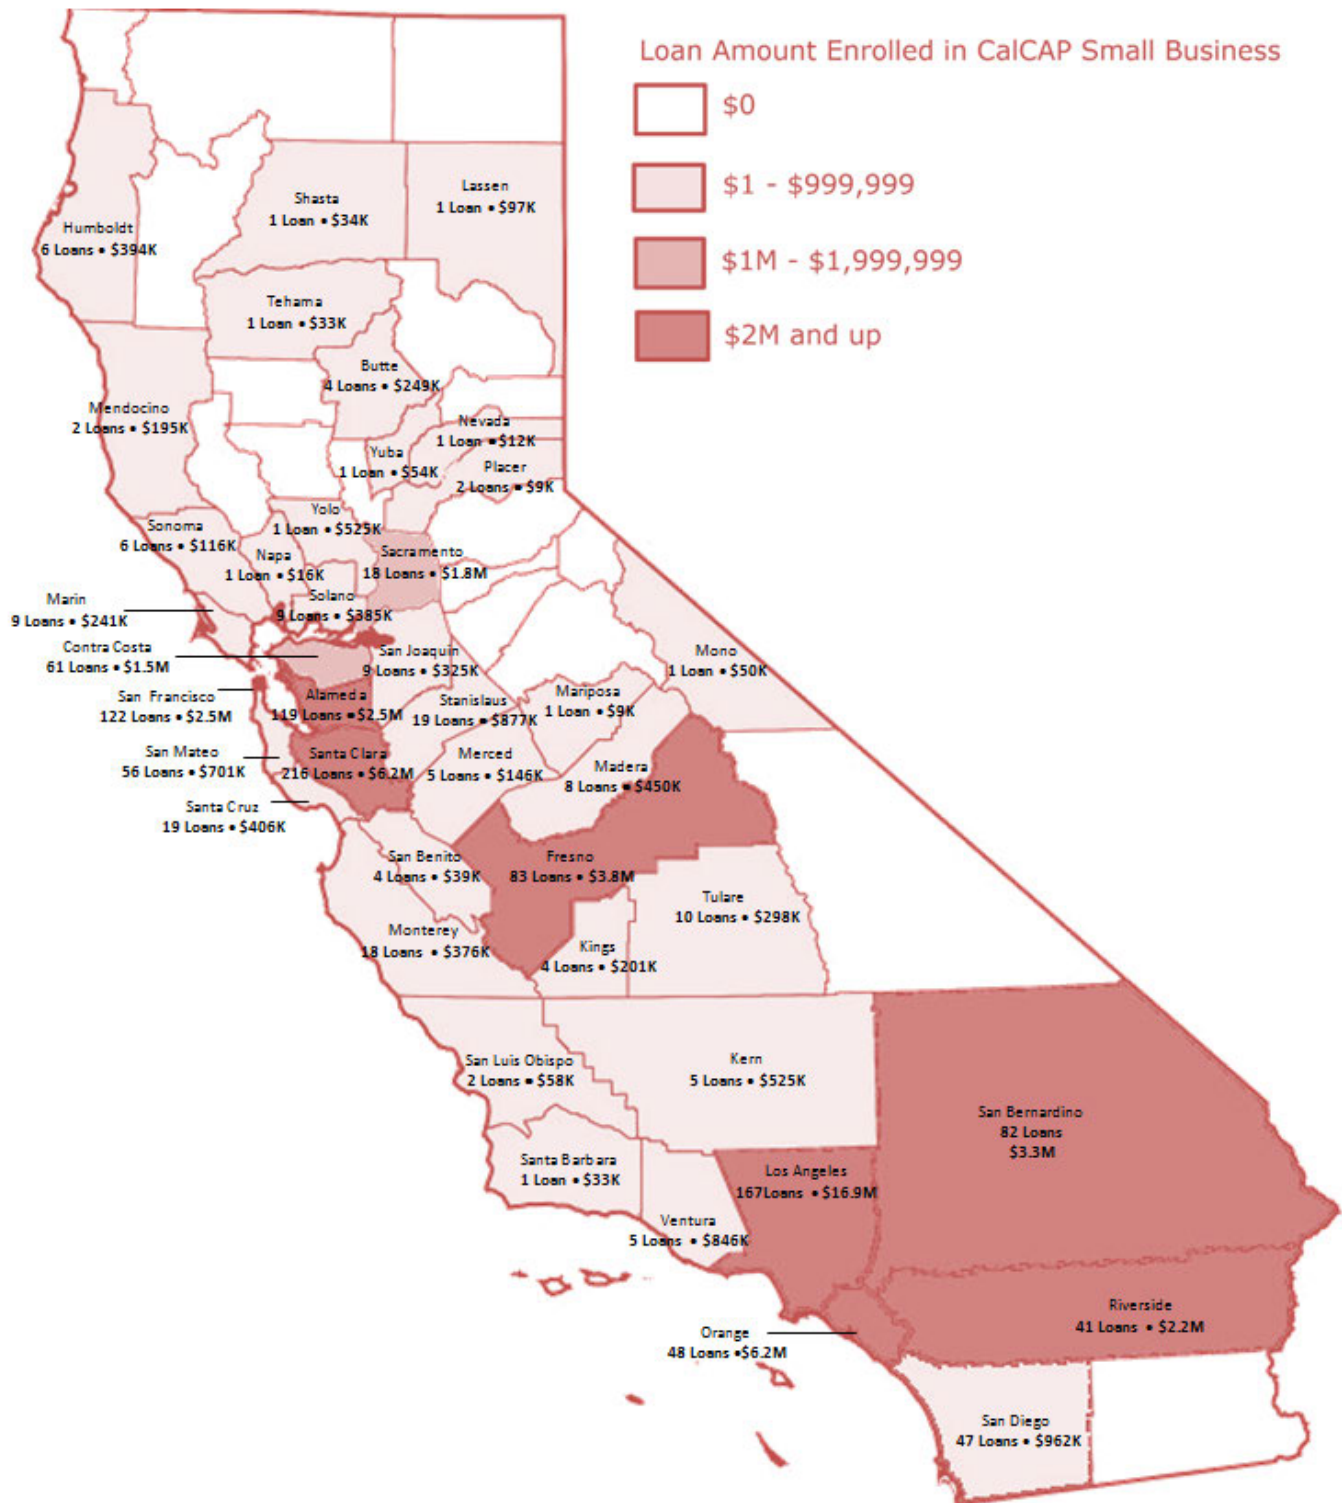 Loan Amount Enrolled in CalCAP Small Business
$0
$1 - $999,999
$1M - $1,999,999
$2M and up
Lassen
1 Loan • $97K
Shasta
1 Loan • $34K
Humboldt
6 Loans • $394K
Tehama
1 Loan • $33K
Butte
4 Loans • $249K
Mendocino
2 Loans • $195K
Nevada
1 Loan • $12K
Yuba
1 Loan • $54K
Placer
2 Loans • $9K
Yolo
1 Loan • $525K
Sonoma
6 Loans • $116K
Napa
1 Loan • $16K
Sacramento
18 Loans • $1.8M
Solano
9 Loans • $385K
Marin
9 Loans • $241K
Contra Costa
61 Loans • $1.5M
San Joaquin
9 Loans • $325K
Mono
1 Loan • $50K
San Francisco
122 Loans • $2.5M
Alameda
119 Loans • $2.5M
Stanislaus
19 Loans • $877K
Mariposa
1 Loan • $9K
San Mateo
56 Loans • $701K
Santa Clara
216 Loans • $6.2M
Merced
5 Loans • $146K
Madera
8 Loans • $450K
Santa Cruz
19 Loans • $406K
San Benito
4 Loans • $39K
Fresno
83 Loans • $3.8M
Tulare
10 Loans • $298K
Monterey
18 Loans • $376K
Kings
4 Loans • $201K
San Luis Obispo
2 Loans • $58K
Kern
5 Loans • $525K
San Bernardino
82 Loans
$3.3M
Santa Barbara
1 Loan • $33K
Los Angeles
167Loans • $16.9M
Ventura
5 Loans • $846K
Riverside
41 Loans • $2.2M
Orange
48 Loans •$6.2M
San Diego
47 Loans • $962K